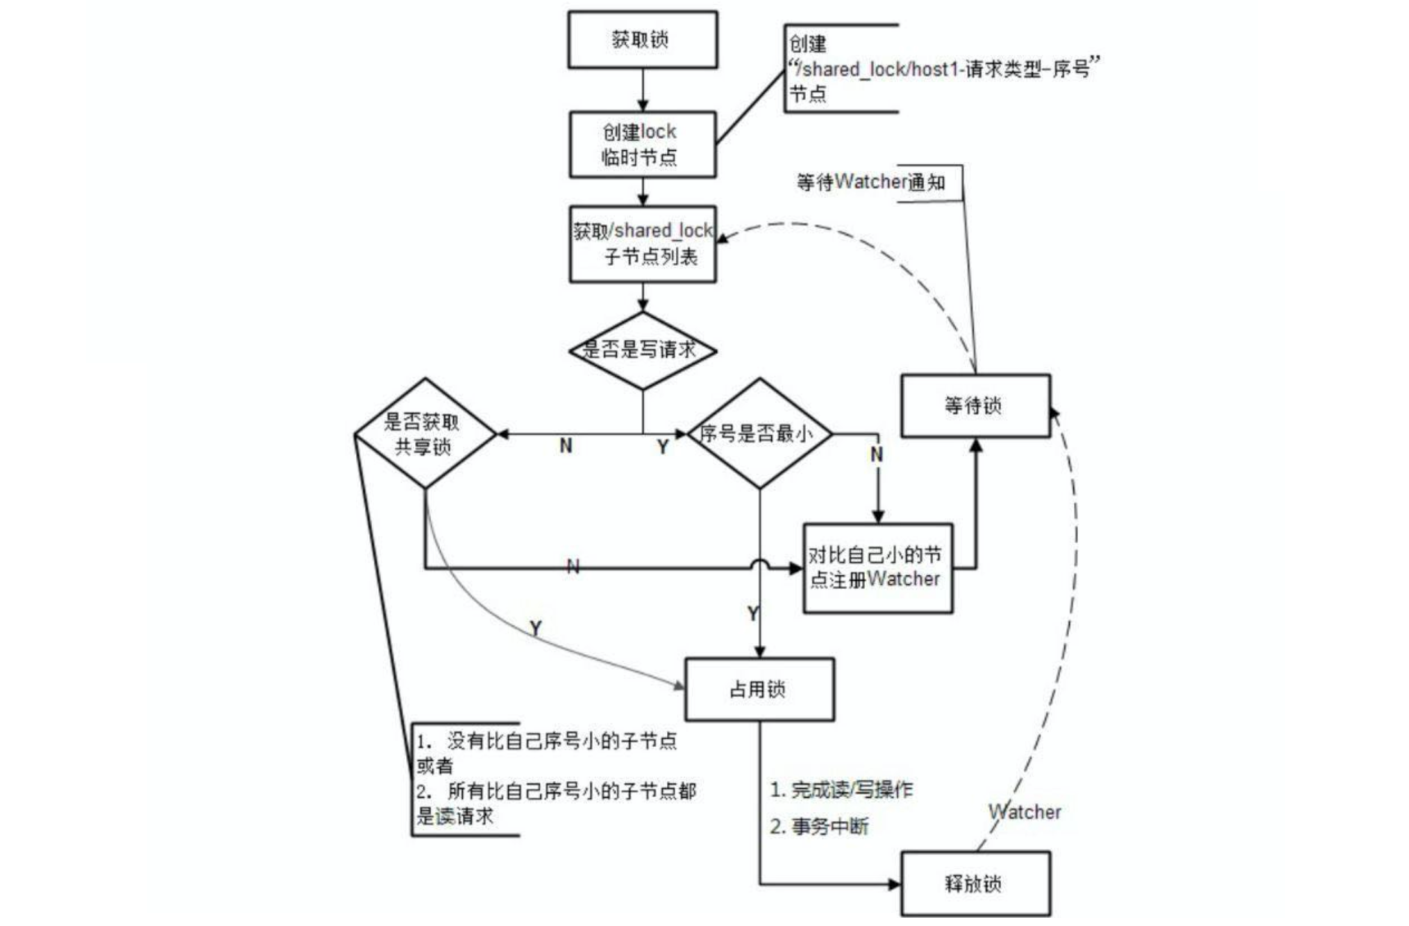 获取锁
创建
“/shared_lock/host1-请求类型-序号”
节点
创建lock
临时节点
等待Watcher通知
获取/shared_lock
子节点列表
是否是写请求
等待锁
是否获取
共享锁
序号是否最小
N
Y
N
对比自己小的节
点注册Watcher
N
Y
Y
占用锁
1. 没有比自己序号小的子节点
或者
2. 所有比自己序号小的子节点都
是读请求
1. 完成读/写操作
2. 事务中断
Watcher
释放锁